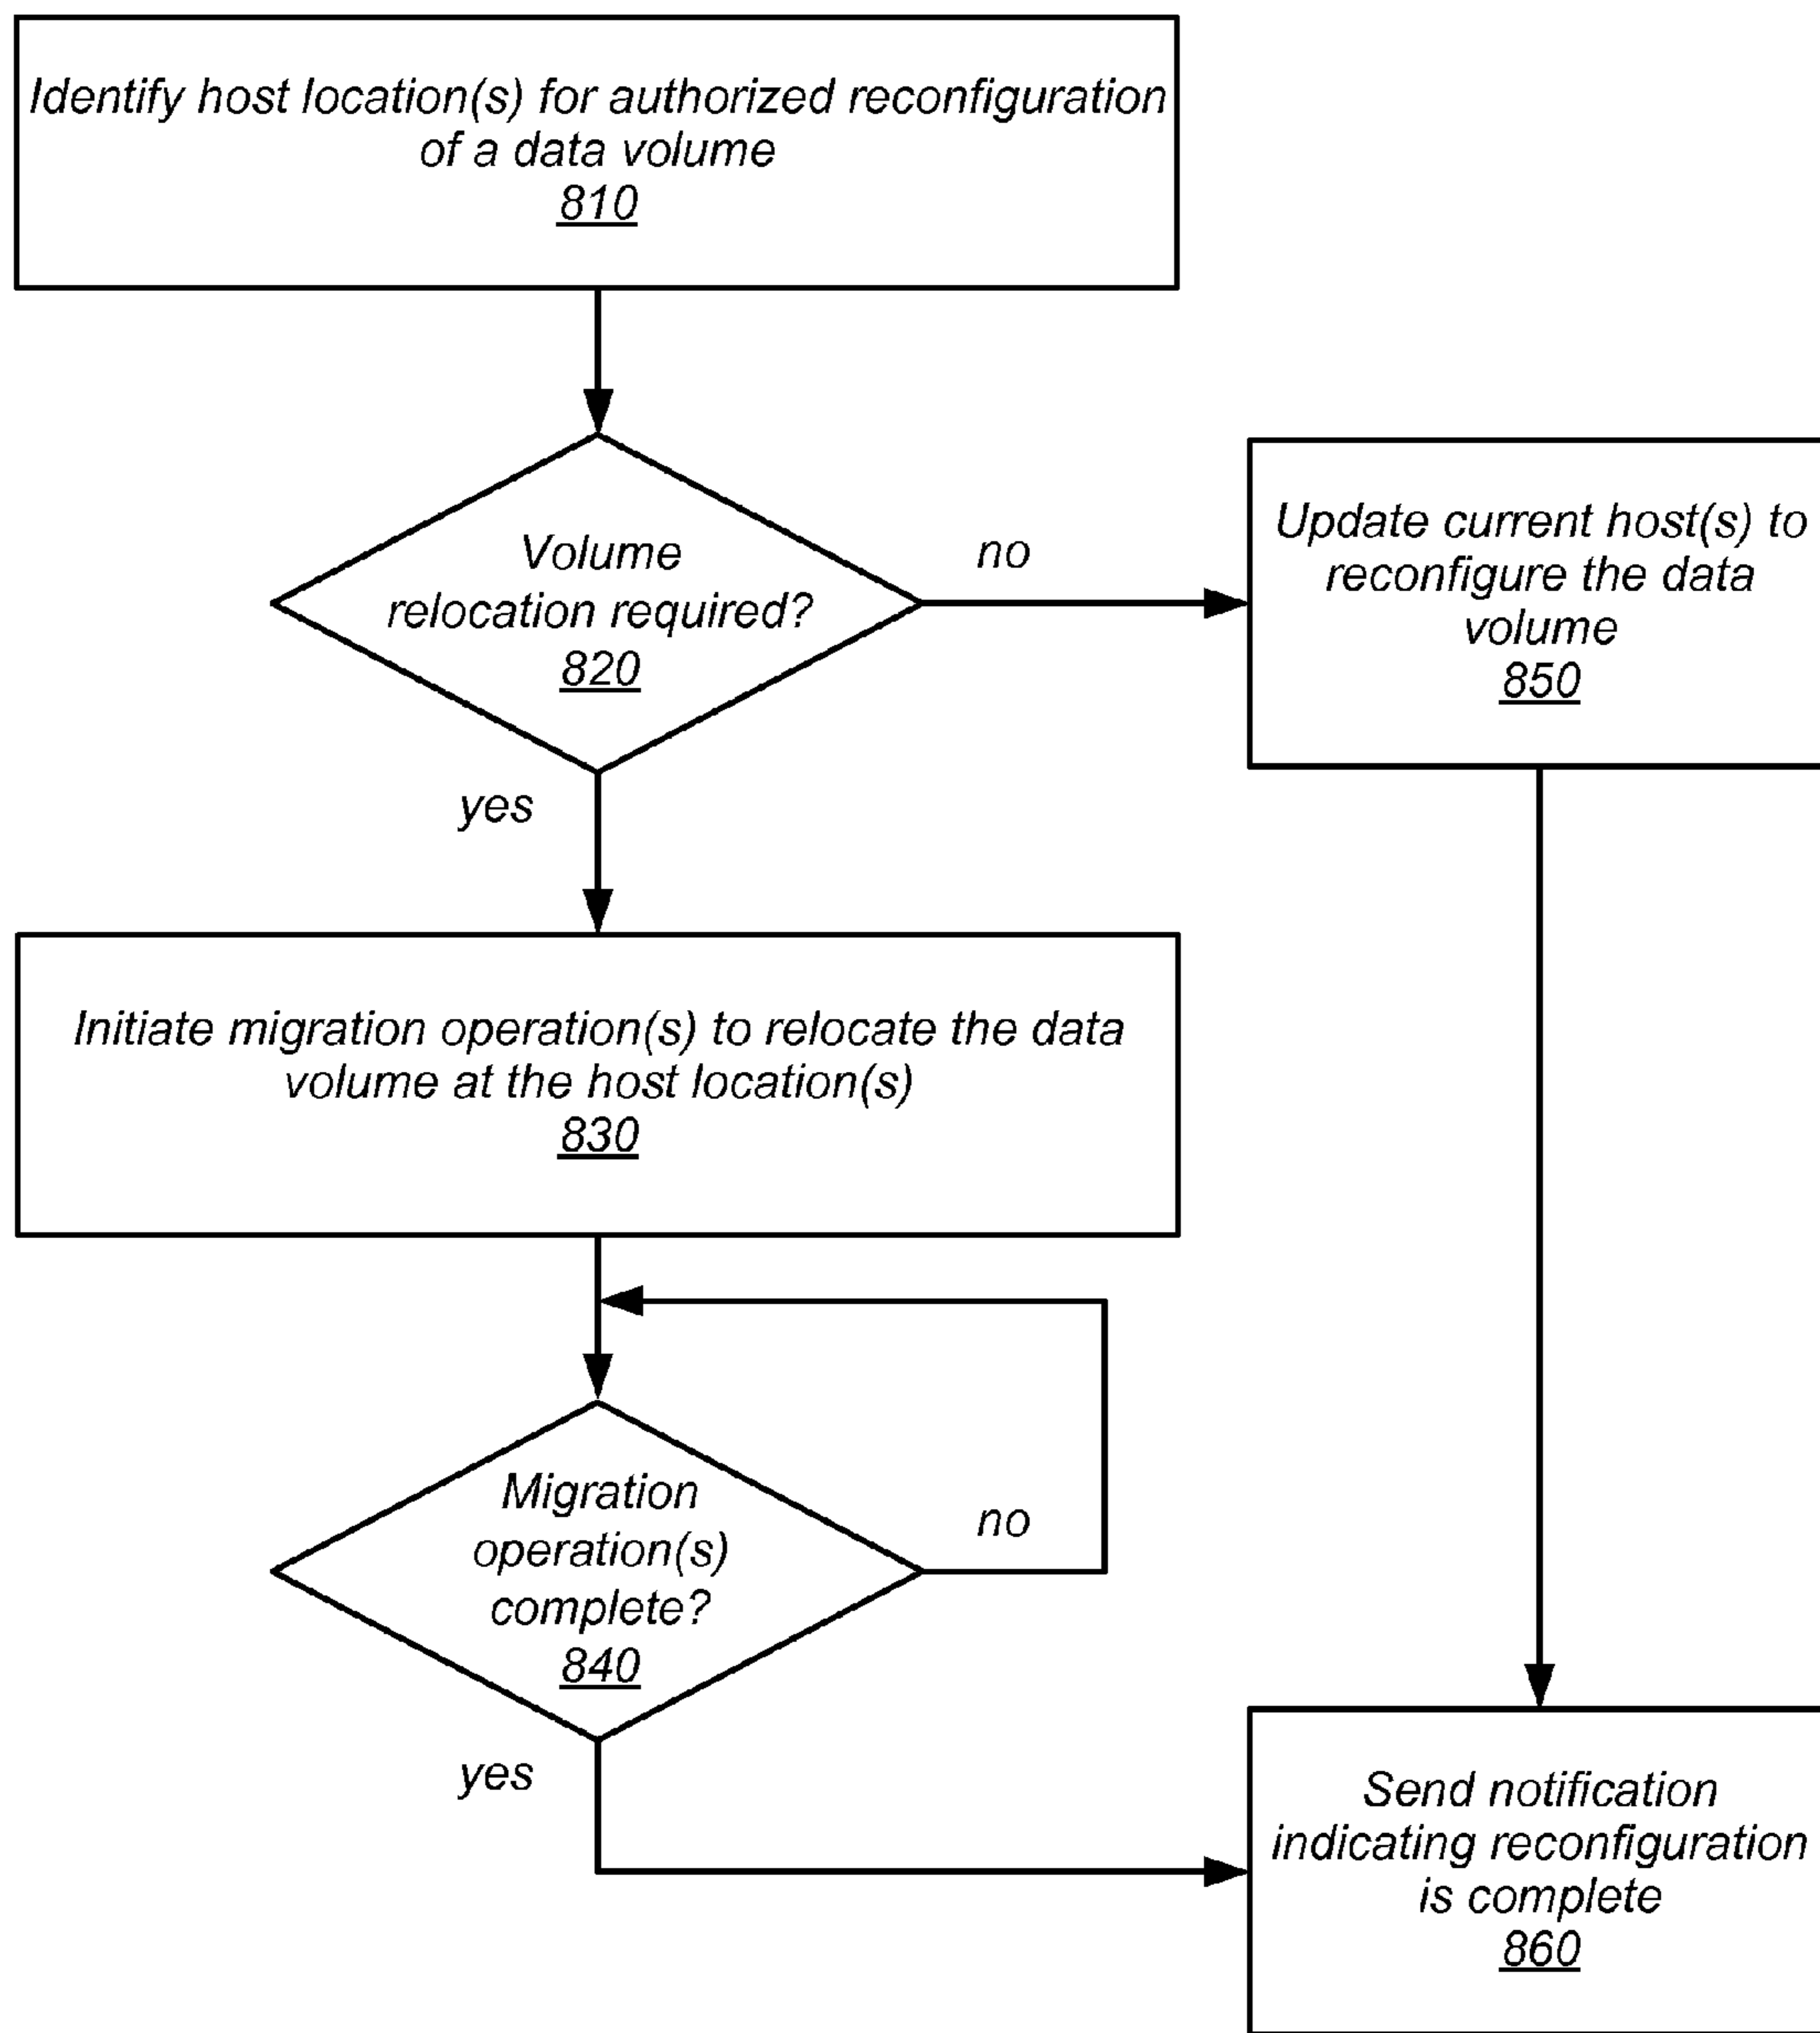 Identify host location(s) for authorized reconfiguration
of a data volume
810
Volume
relocation required?
820
no
Update current host(s) to
reconfigure the data
volume
850
yes
Initiate migration operation(s) to relocate the data
volume at the host location(s)
830
Migration
operation(s)
complete?
840
no
yes
Send notification
indicating reconfiguration
is complete
860